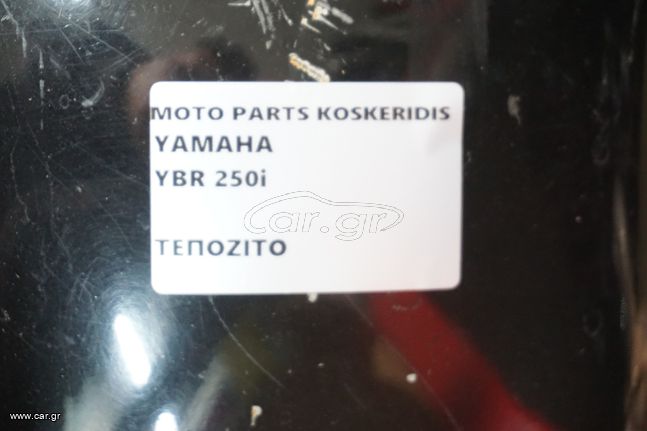 MOTO PARTS KOSKERIDIS
YAMAHA
YBR 250i
car.gr
ΤΕΠΟΖΙΤΟ
www.car.gr